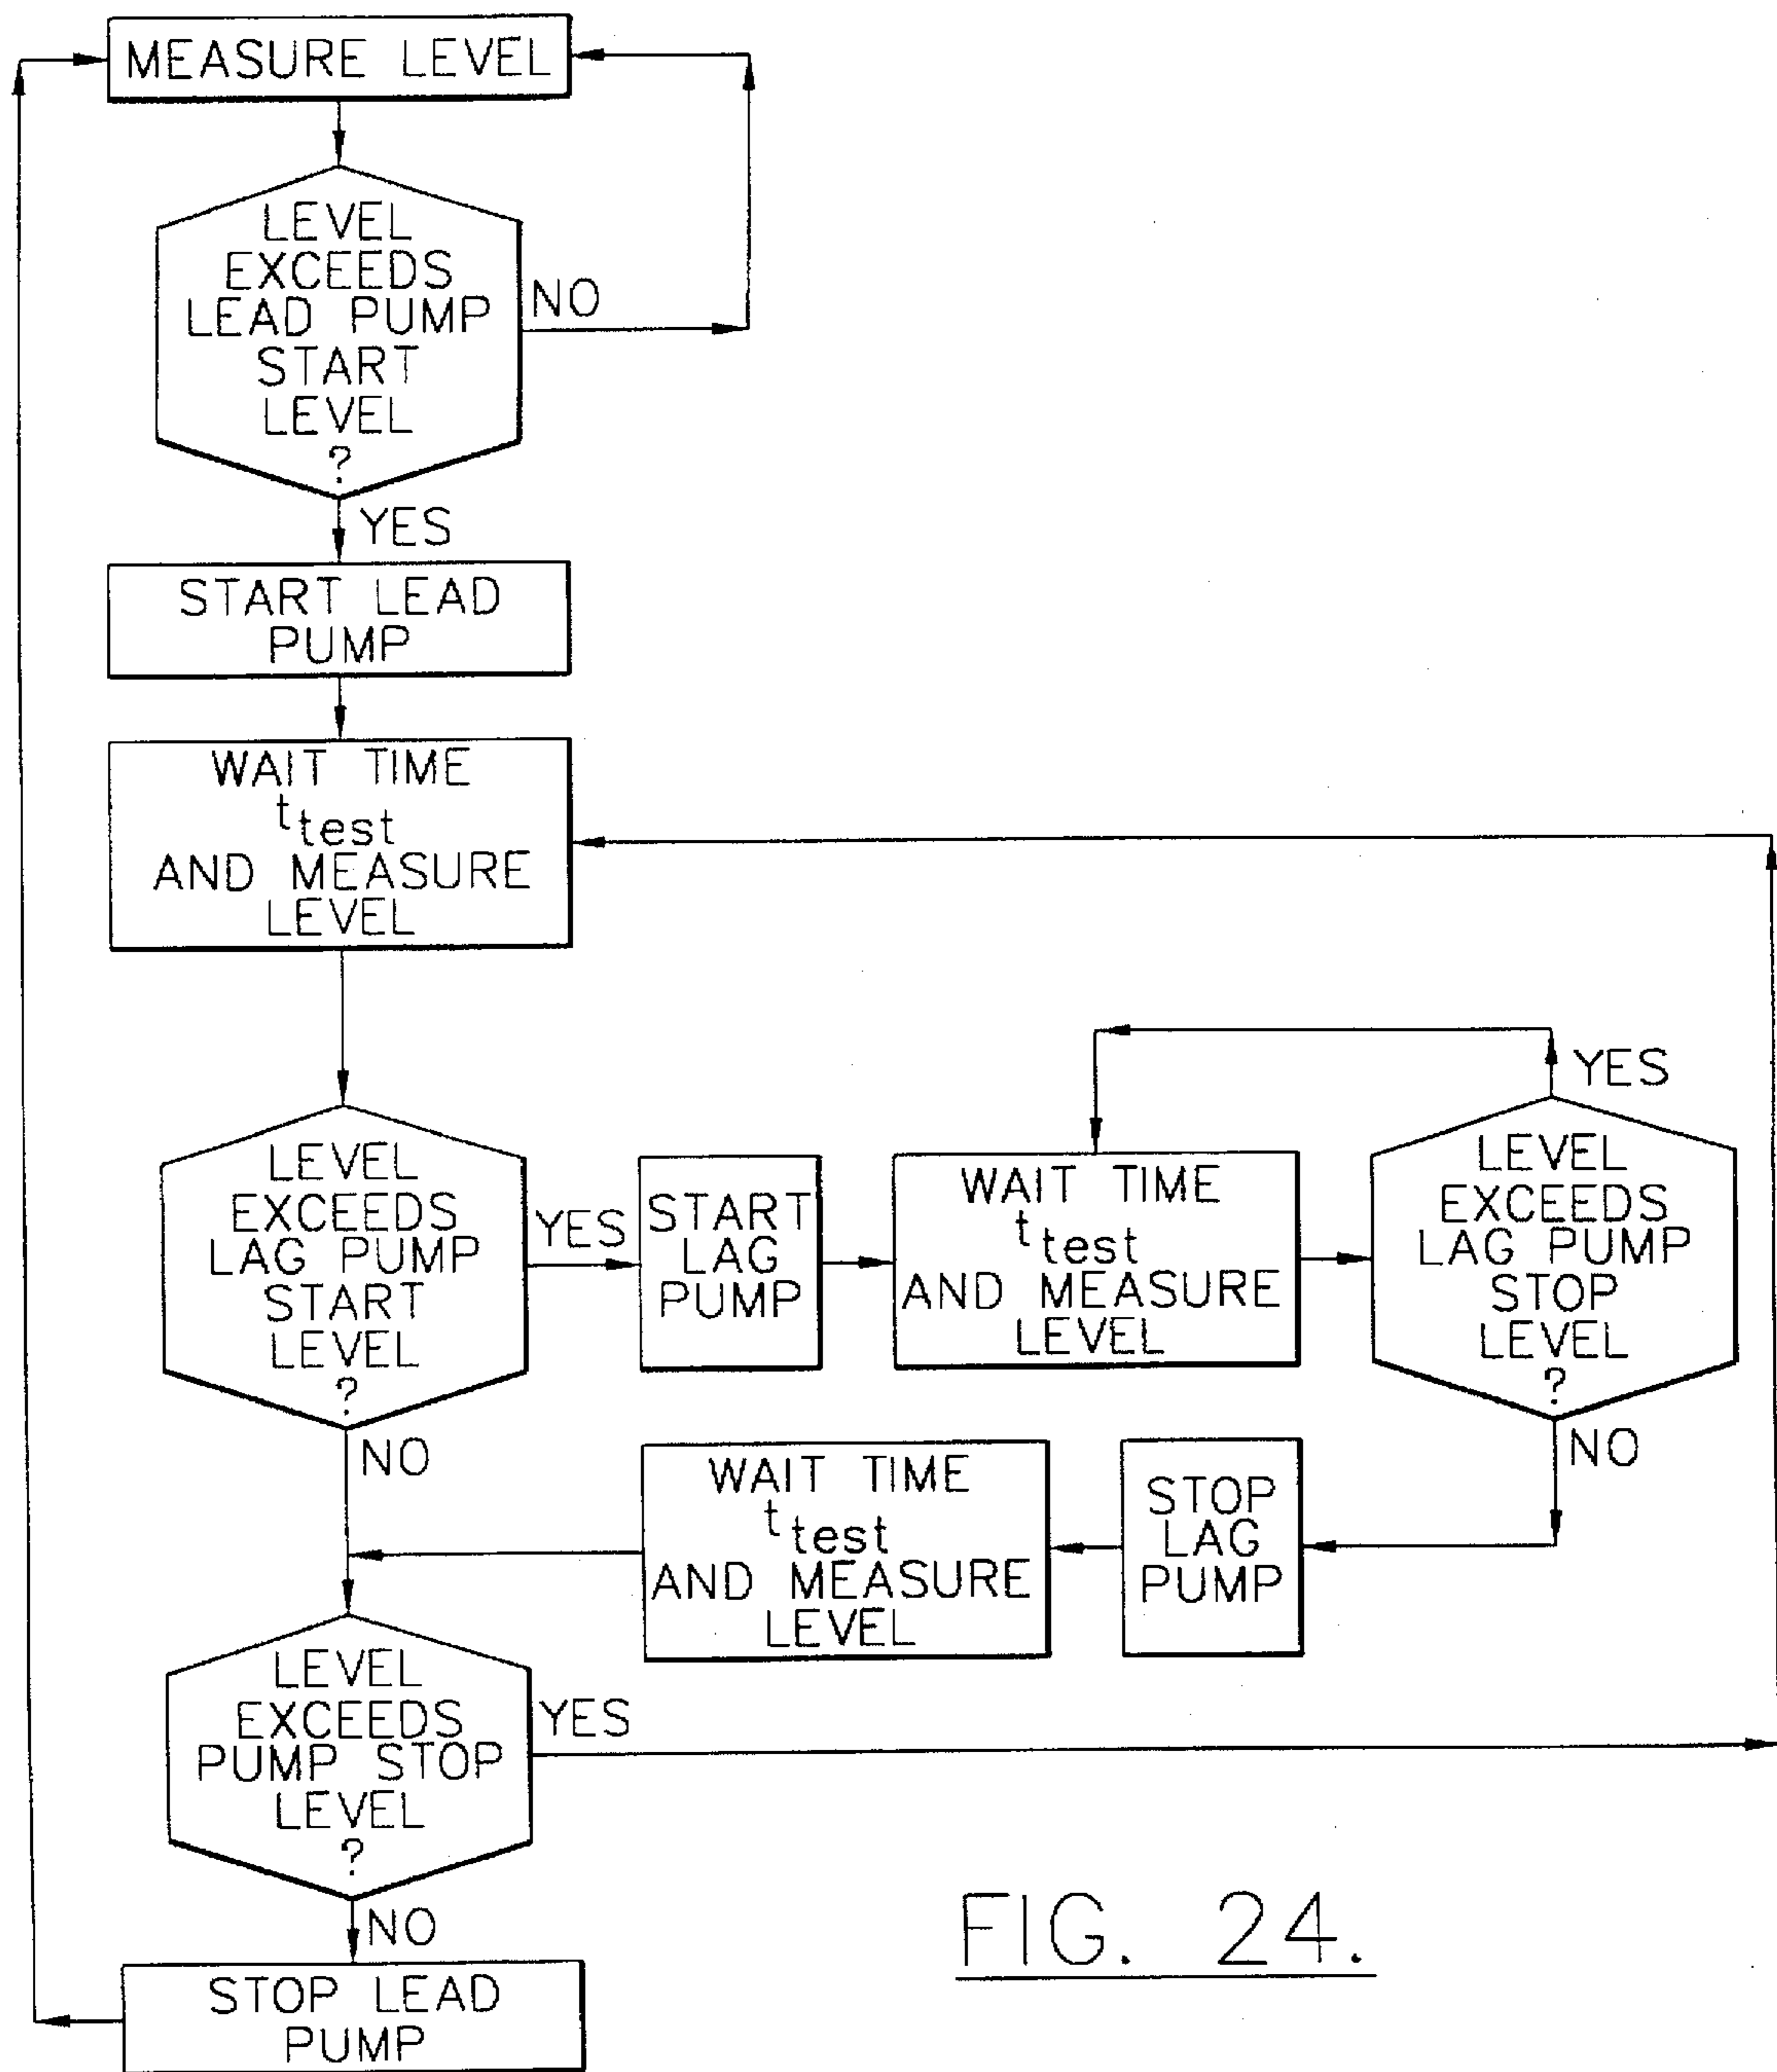 MEASURE LEVEL
LEVEL
EXCEEDS
LEAD PUMP
START
LEVEL
?
NO
YES
START LEAD
PUMP
WAIT TIME
t test
AND MEASURE
LEVEL
LEVEL
EXCEEDS
LAG PUMP
START
LEVEL
?
YES
START
LAG
PUMP
WAIT TIME
t test
AND MEASURE
LEVEL
YES
LEVEL
EXCEEDS
LAG PUMP
STOP
LEVEL
?
NO
NO
STOP
LAG
PUMP
WAIT TIME
t test
AND MEASURE
LEVEL
LEVEL
EXCEEDS
PUMP STOP
LEVEL
?
YES
NO
STOP LEAD
PUMP
FIG. 24.